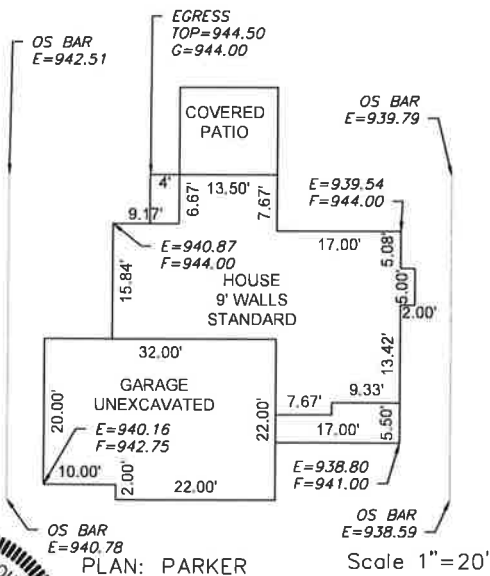 EGRESS
TOP=944.50
G=944.00
OS BAR
E=942.51
COVERED
PATIO
OS BAR
E=939.79
4'
13.50'
6.67'
7.67'
9.17'
E=939.54
F=944.00
E=940.87
F=944.00
17.00'
5.08'
15.84'
HOUSE
9' WALLS
STANDARD
5.00'
2.00'
13.42'
32.00'
GARAGE
UNEXCAVATED
20.00'
22.00'
7.67'
9.33'
E=940.16
F=942.75
17.00'
5.50'
10.00'
2.00'
22.00'
E=938.80
F=941.00
OS BAR
E=940.78
OS BAR
E=938.59
PLAN: PARKER
Scale 1"=20'